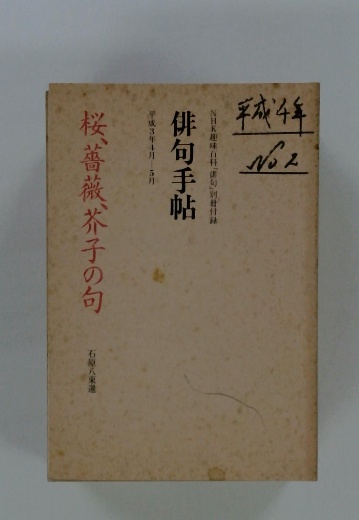 平成4年
No 2
NHK趣味百科「俳句」別冊付録
俳句手帖
平成3年4月―5月
桜、薔薇、芥子の句
石原八束選